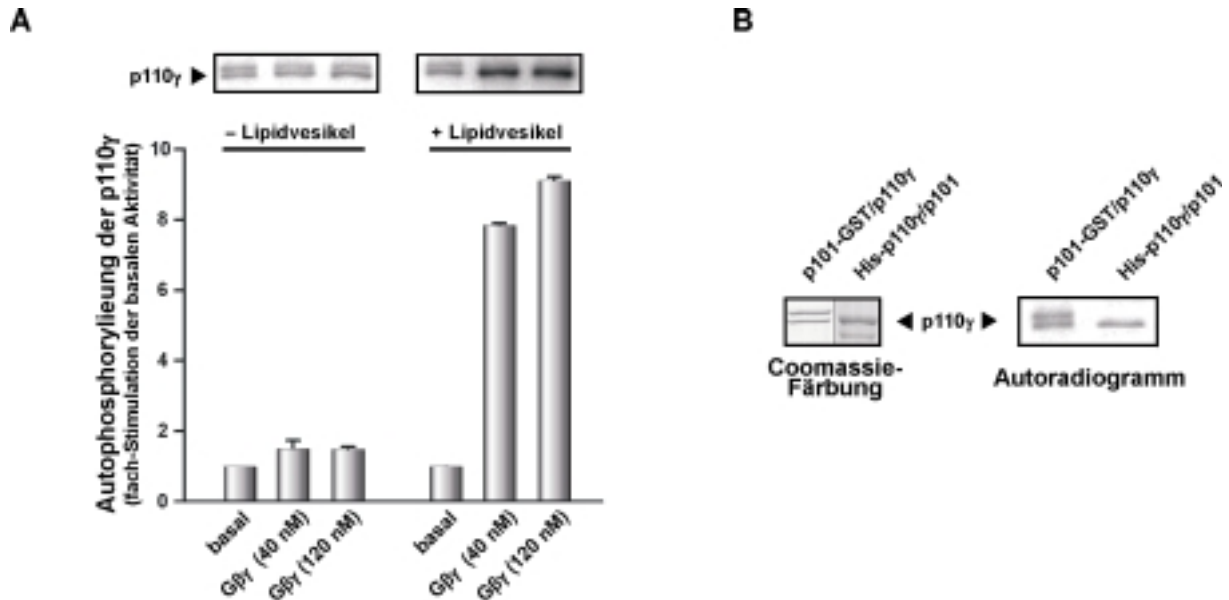 A
p110γ
– Lipidvesikel
+ Lipidvesikel
Autophosphorylieung der p110γ
(fach-Stimulation der basalen Aktivität)
10
8
6
4
2
0
basal
Gβγ (40 nM)
Gβγ (120 nM)
basal
Gβγ (40 nM)
Gβγ (120 nM)
B
p101-GST/p110γ
His-p110γ/p101
p101-GST/p110γ
His-p110γ/p101
p110γ
Coomassie-
Färbung
Autoradiogramm